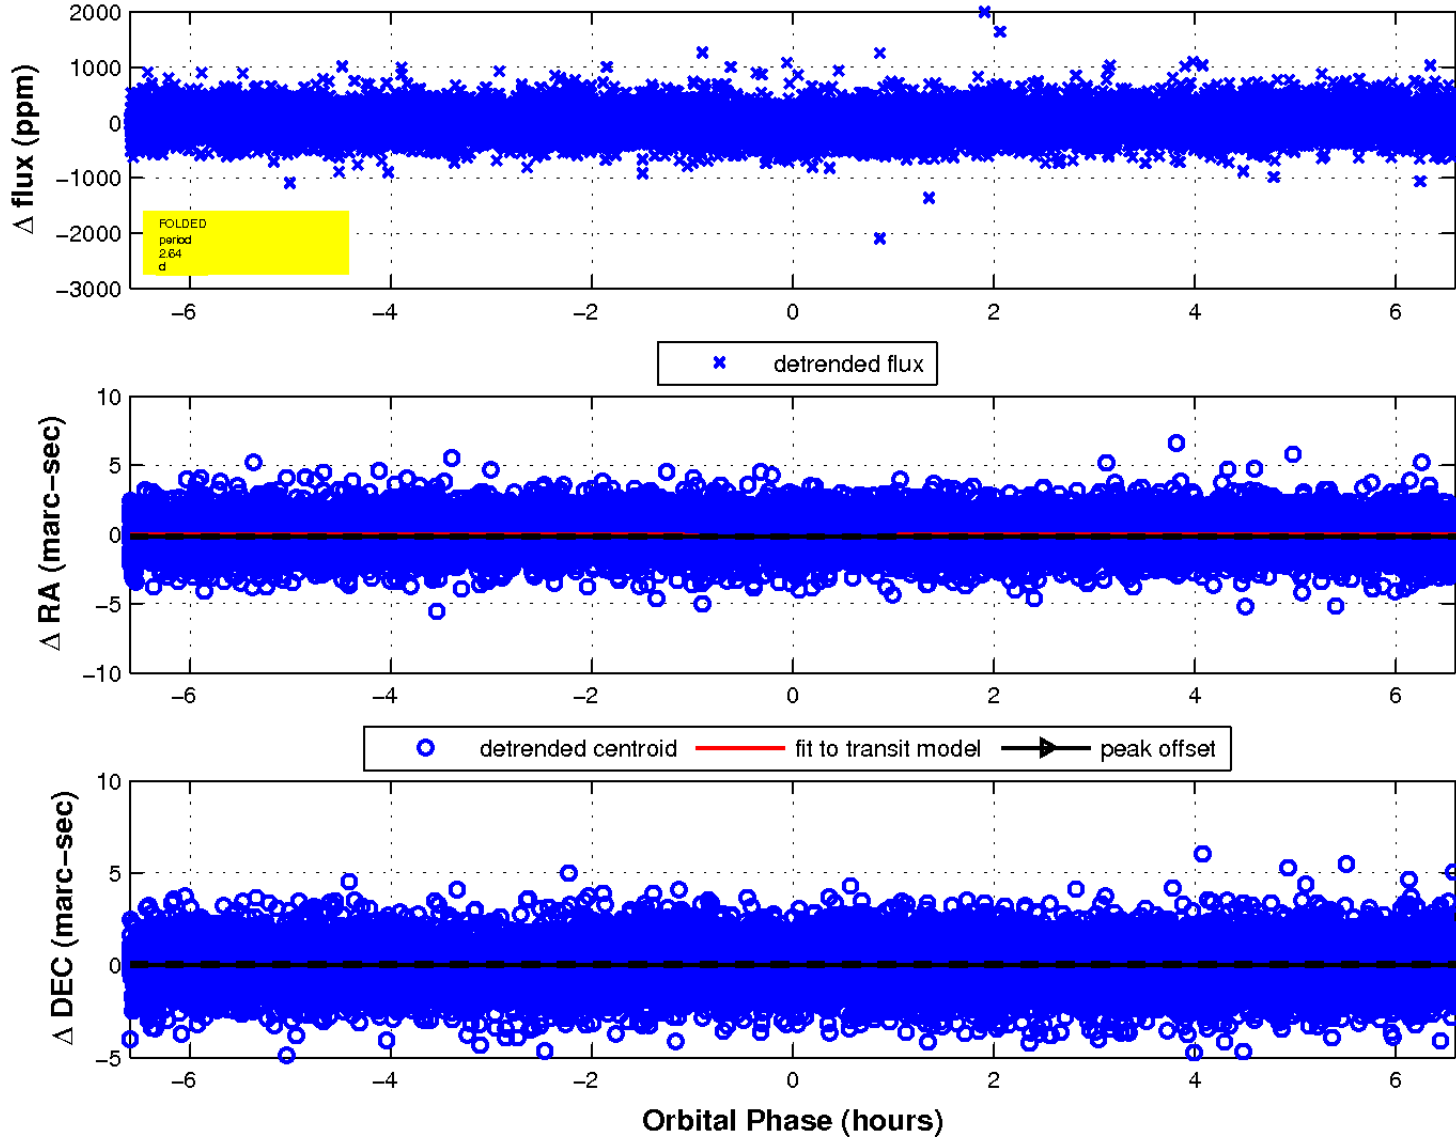 2000
1000
0
−1000
−2000
−3000
Δ flux (ppm)
FOLDED
period
2.64
d
−6 −4 −2 0 2 4 6
detrended flux
10
5
0
−5
−10
Δ RA (marc−sec)
−6 −4 −2 0 2 4 6
detrended centroid fit to transit model peak offset
10
5
0
−5
Δ DEC (marc−sec)
−6 −4 −2 0 2 4 6
Orbital Phase (hours)